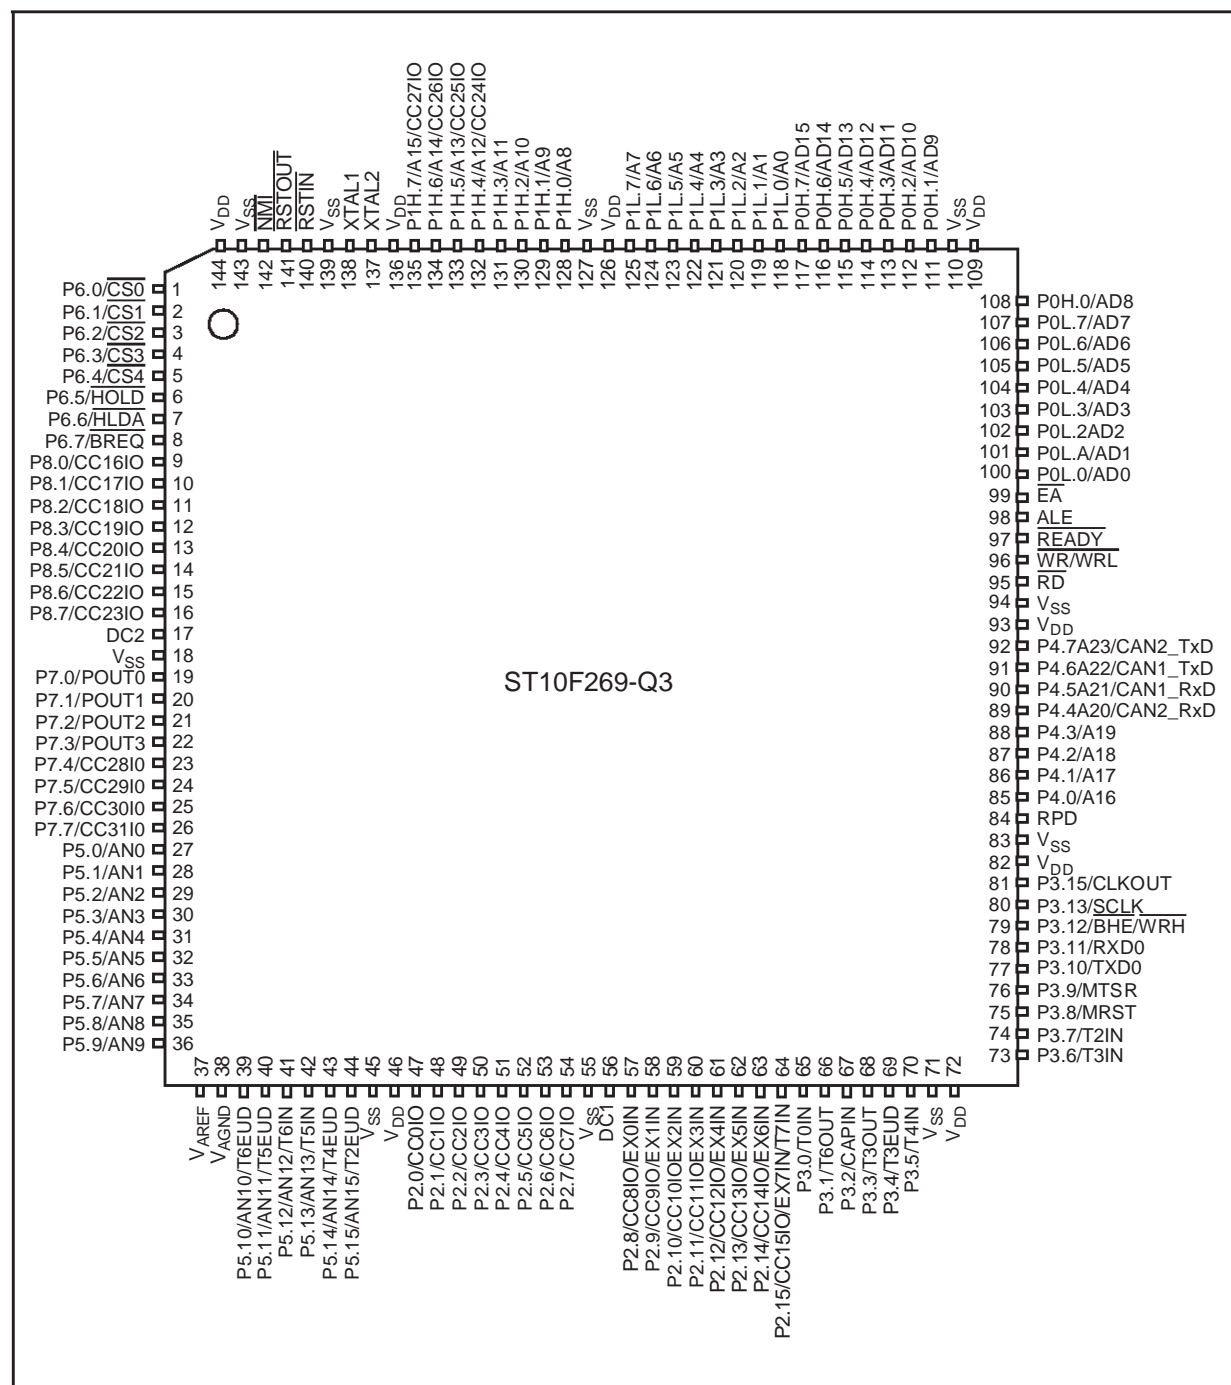 P1H.7/A15/CC27IO
P1H.6/A14/CC26IO
P1H.5/A13/CC25IO
P1H.4/A12/CC24IO
P1H.3/A11
P1H.2/A10
P1H.1/A9
P1H.0/A8
VSS
VDD
P1L.7/A7
P1L.6/A6
P1L.5/A5
P1L.4/A4
P1L.3/A3
P1L.2/A2
P1L.1/A1
P1L.0/A0
P0H.7/AD15
P0H.6/AD14
P0H.5/AD13
P0H.4/AD12
P0H.3/AD11
P0H.2/AD10
P0H.1/AD9
VSS
VDD
VDD
VSS
NMI
RSTOUT
RSTIN
VSS
XTAL1
XTAL2
VDD
144
143
142
141
140
139
138
137
136
135
134
133
132
131
130
129
128
127
126
125
124
123
122
121
120
119
118
117
116
115
114
113
112
111
110
109
P6.0/CS0 1
P6.1/CS1 2
P6.2/CS2 3
P6.3/CS3 4
P6.4/CS4 5
P6.5/HOLD 6
P6.6/HLDA 7
P6.7/BREQ 8
P8.0/CC16IO 9
P8.1/CC17IO 10
P8.2/CC18IO 11
P8.3/CC19IO 12
P8.4/CC20IO 13
P8.5/CC21IO 14
P8.6/CC22IO 15
P8.7/CC23IO 16
DC2 17
VSS 18
P7.0/POUT0 19
P7.1/POUT1 20
P7.2/POUT2 21
P7.3/POUT3 22
P7.4/CC28I0 23
P7.5/CC29I0 24
P7.6/CC30I0 25
P7.7/CC31I0 26
P5.0/AN0 27
P5.1/AN1 28
P5.2/AN2 29
P5.3/AN3 30
P5.4/AN4 31
P5.5/AN5 32
P5.6/AN6 33
P5.7/AN7 34
P5.8/AN8 35
P5.9/AN9 36
ST10F269-Q3
108 P0H.0/AD8
107 P0L.7/AD7
106 P0L.6/AD6
105 P0L.5/AD5
104 P0L.4/AD4
103 P0L.3/AD3
102 P0L.2AD2
101 P0L.A/AD1
100 P0L.0/AD0
99 EA
98 ALE
97 READY
96 WR/WRL
95 RD
94 VSS
93 VDD
92 P4.7A23/CAN2_TxD
91 P4.6A22/CAN1_TxD
90 P4.5A21/CAN1_RxD
89 P4.4A20/CAN2_RxD
88 P4.3/A19
87 P4.2/A18
86 P4.1/A17
85 P4.0/A16
84 RPD
83 VSS
82 VDD
81 P3.15/CLKOUT
80 P3.13/SCLK
79 P3.12/BHE/WRH
78 P3.11/RXD0
77 P3.10/TXD0
76 P3.9/MTSR
75 P3.8/MRST
74 P3.7/T2IN
73 P3.6/T3IN
37
38
39
40
41
42
43
44
45
46
47
48
49
50
51
52
53
54
55
56
57
58
59
60
61
62
63
64
65
66
67
68
69
70
71
72
VAREF
VAGND
P5.10/AN10/T6EUD
P5.11/AN11/T5EUD
P5.12/AN12/T6IN
P5.13/AN13/T5IN
P5.14/AN14/T4EUD
P5.15/AN15/T2EUD
VSS
VDD
P2.0/CC0IO
P2.1/CC1IO
P2.2/CC2IO
P2.3/CC3IO
P2.4/CC4IO
P2.5/CC5IO
P2.6/CC6IO
P2.7/CC7IO
VSS
DC1
P2.8/CC8IO/EX0IN
P2.9/CC9IO/EX1IN
P2.10/CC10IOEX2IN
P2.11/CC11IOEX3IN
P2.12/CC12IO/EX4IN
P2.13/CC13IO/EX5IN
P2.14/CC14IO/EX6IN
P2.15/CC15IO/EX7IN/T7IN
P3.0/T0IN
P3.1/T6OUT
P3.2/CAPIN
P3.3/T3OUT
P3.4/T3EUD
P3.5/T4IN
VSS
VDD